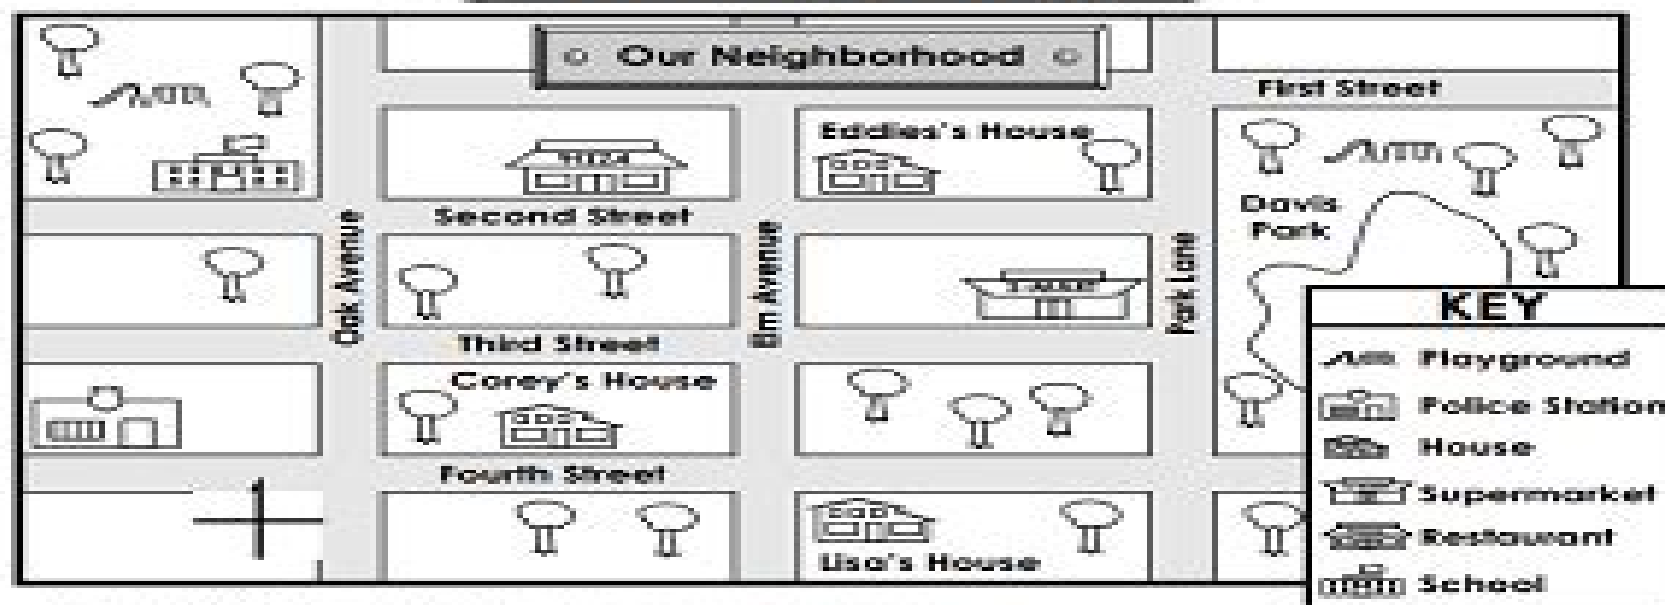 Our Neighborhood
First Street
Eddies's House
PIZZA
Second Street
Davis
Park
Oak Avenue
Elm Avenue
Park Lane
Third Street
Corey's House
Fourth Street
Lisa's House
KEY
Playground
Police Station
House
Supermarket
Restaurant
School